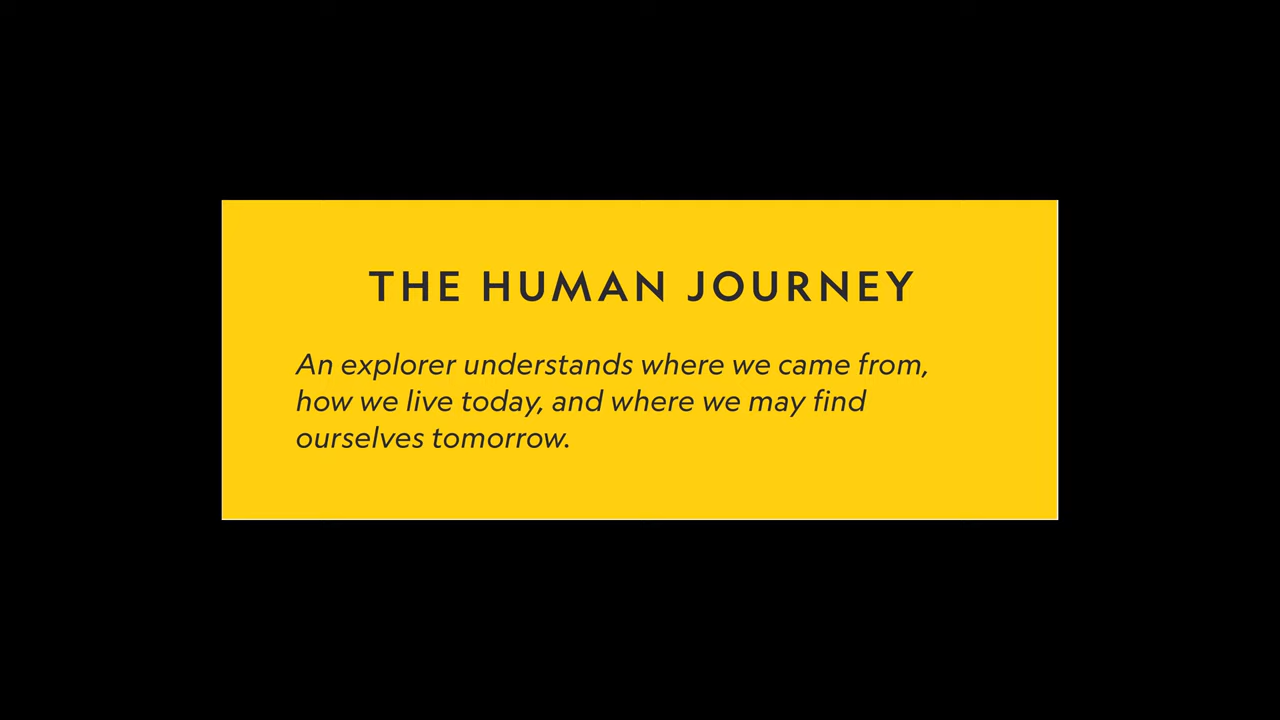 THE HUMAN JOURNEY
An explorer understands where we came from,
how we live today, and where we may find
ourselves tomorrow.